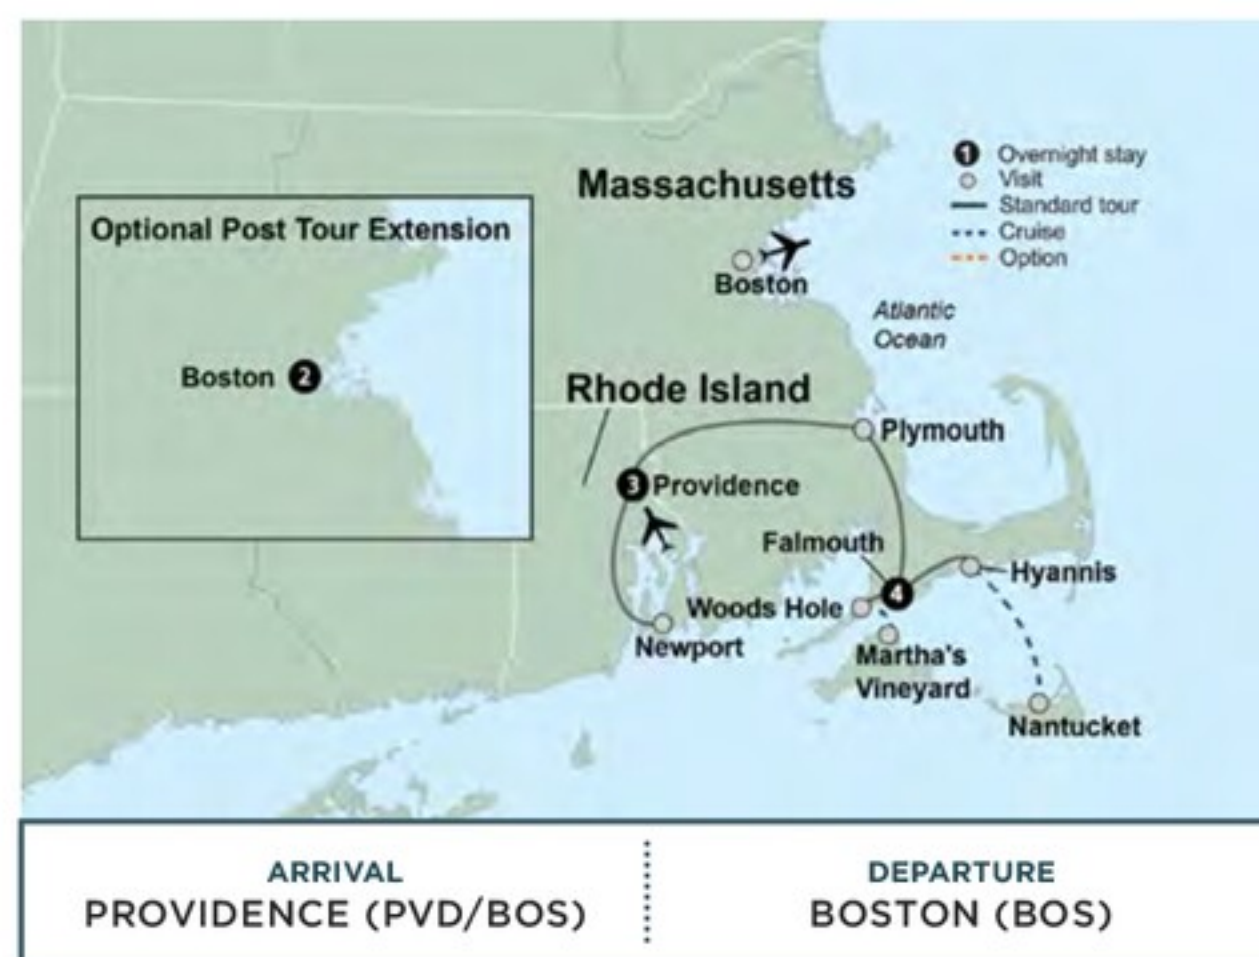 Massachusetts
1 Overnight stay
Visit
Standard tour
Cruise
Option
Optional Post Tour Extension
Boston
Atlantic
Ocean
Boston 2
Rhode Island
Plymouth
3 Providence
Falmouth
Hyannis
4
Woods Hole
Newport
Martha's
Vineyard
Nantucket
ARRIVAL
PROVIDENCE (PVD/BOS)
DEPARTURE
BOSTON (BOS)